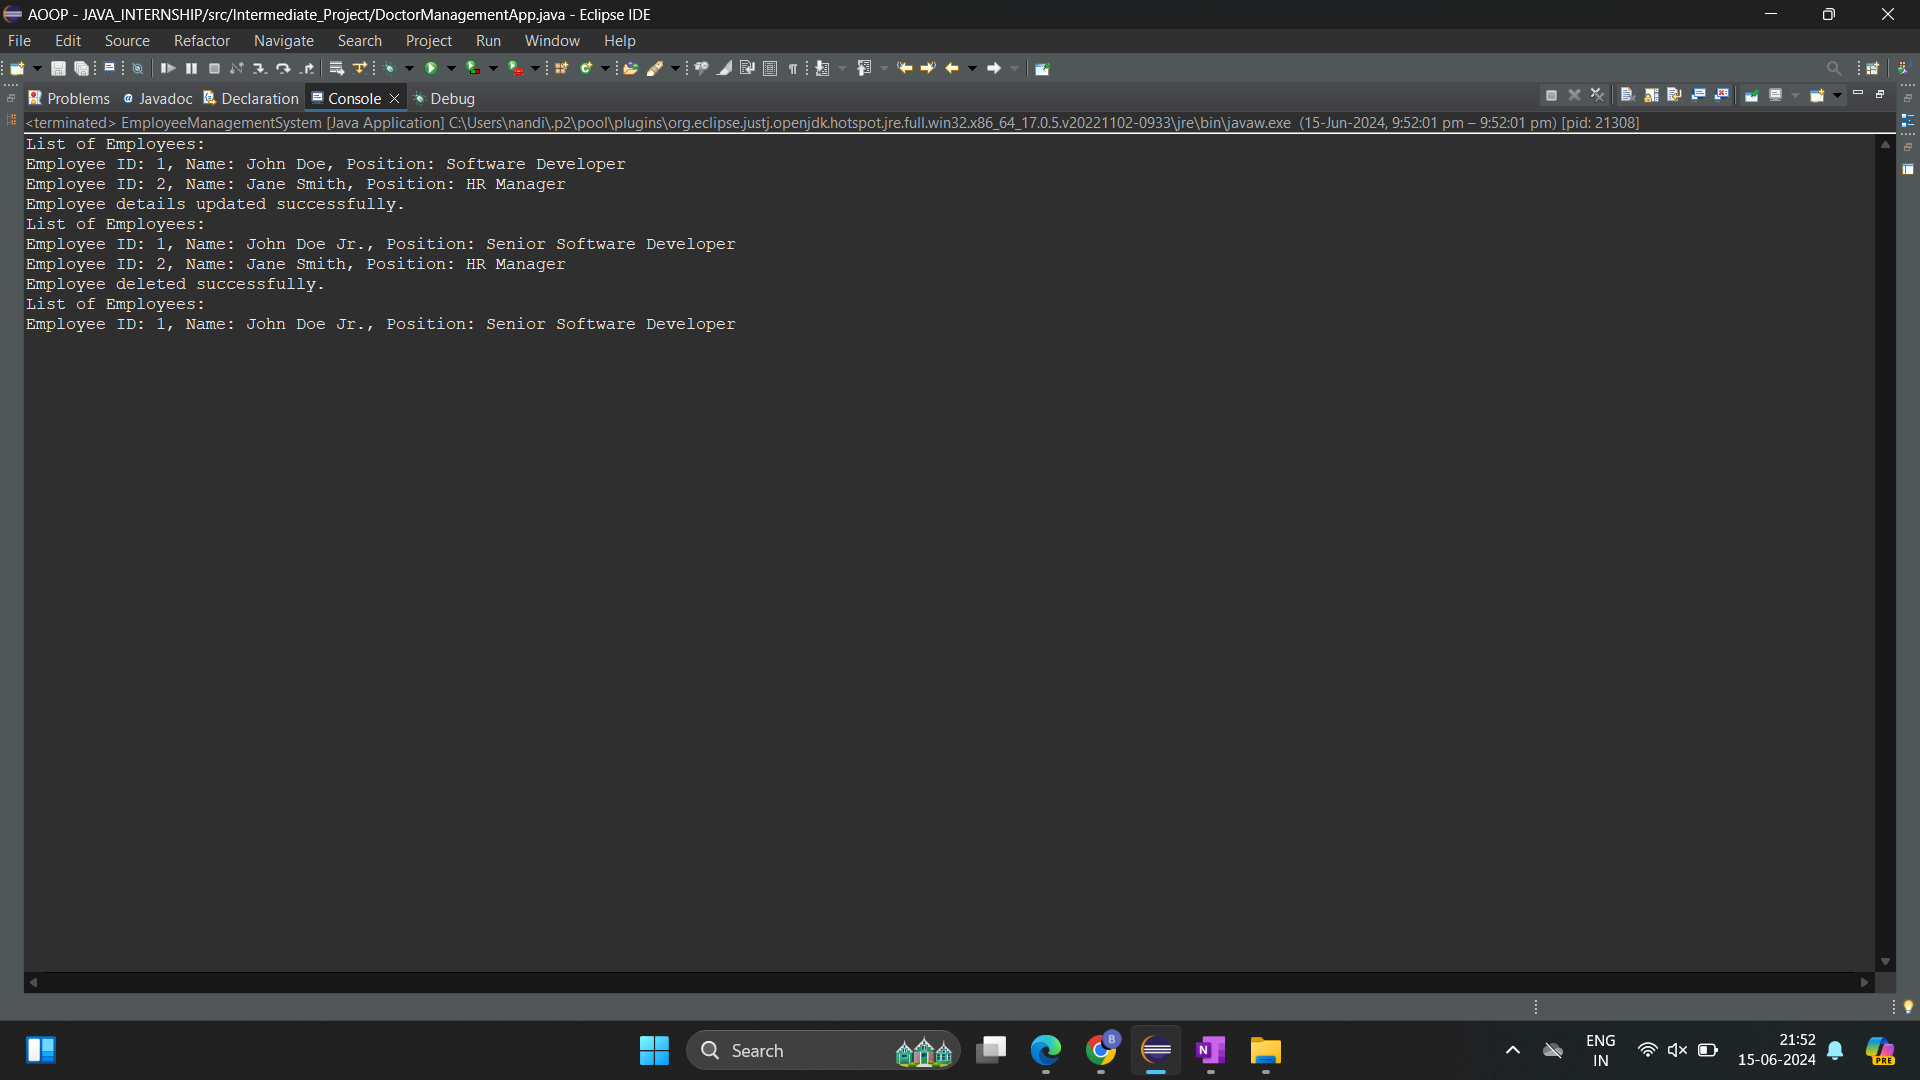 AOOP - JAVA_INTERNSHIP/src/Intermediate_Project/DoctorManagementApp.java - Eclipse IDE
File Edit Source Refactor Navigate Search Project Run Window Help
Problems Javadoc Declaration Console Debug
<terminated> EmployeeManagementSystem [Java Application] C:\Users\nandi\.p2\pool\plugins\org.eclipse.justj.openjdk.hotspot.jre.full.win32.x86_64_17.0.5.v20221102-0933\jre\bin\javaw.exe (15-Jun-2024, 9:52:01 pm – 9:52:01 pm) [pid: 21308]
List of Employees:
Employee ID: 1, Name: John Doe, Position: Software Developer
Employee ID: 2, Name: Jane Smith, Position: HR Manager
Employee details updated successfully.
List of Employees:
Employee ID: 1, Name: John Doe Jr., Position: Senior Software Developer
Employee ID: 2, Name: Jane Smith, Position: HR Manager
Employee deleted successfully.
List of Employees:
Employee ID: 1, Name: John Doe Jr., Position: Senior Software Developer
Search
B
N
ENG
IN
21:52
15-06-2024
PRE